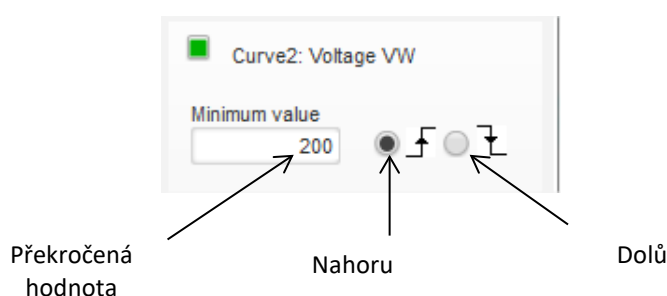 Curve2: Voltage VW
Minimum value
200
Překročená
hodnota
Nahoru
Dolů